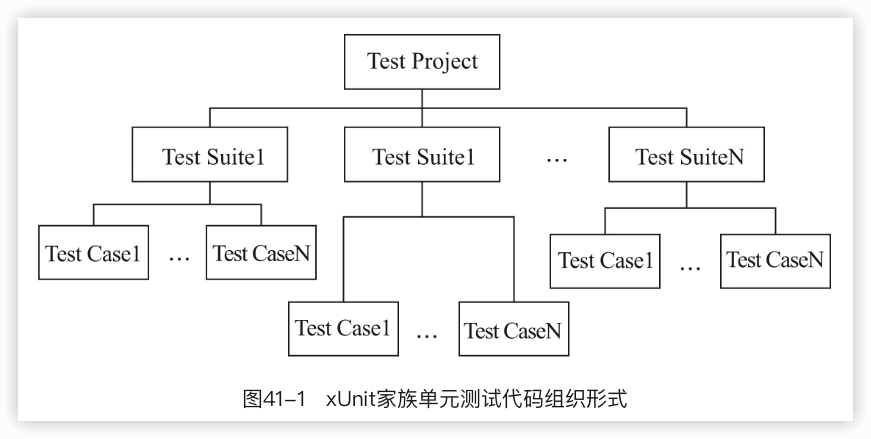 Test Project
Test Suite1
Test Suite1
...
Test SuiteN
Test Case1
...
Test CaseN
Test Case1
...
Test CaseN
Test Case1
...
Test CaseN
图41-1 xUnit家族单元测试代码组织形式